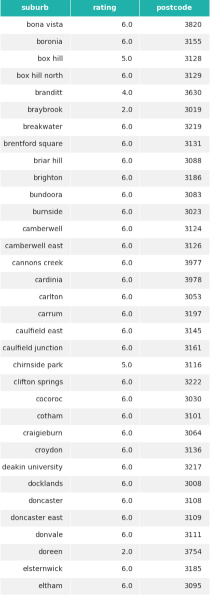 suburb rating postcode
bona vista 6.0 3820
boronia 6.0 3155
box hill 5.0 3128
box hill north 6.0 3129
branditt 4.0 3630
braybrook 2.0 3019
breakwater 6.0 3219
brentford square 6.0 3131
briar hill 6.0 3088
brighton 6.0 3186
bundoora 6.0 3083
burnside 6.0 3023
camberwell 6.0 3124
camberwell east 6.0 3126
cannons creek 6.0 3977
cardinia 6.0 3978
carlton 6.0 3053
carrum 6.0 3197
caulfield east 6.0 3145
caulfield junction 6.0 3161
chirnside park 5.0 3116
clifton springs 6.0 3222
cocoroc 6.0 3030
cotham 6.0 3101
craigieburn 6.0 3064
croydon 6.0 3136
deakin university 6.0 3217
docklands 6.0 3008
doncaster 6.0 3108
doncaster east 6.0 3109
donvale 6.0 3111
doreen 2.0 3754
elsternwick 6.0 3185
eltham 6.0 3095